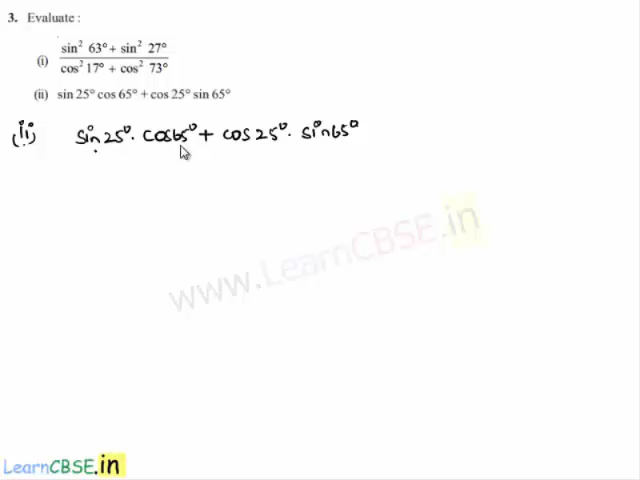 3. Evaluate :
(i) sin² 63° + sin² 27°
cos² 17° + cos² 73°
(ii) sin 25° cos 65° + cos 25° sin 65°
(ii) sin25°. cos65° + cos25°. sin65°
www.LearnCBSE.in
LearnCBSE.in